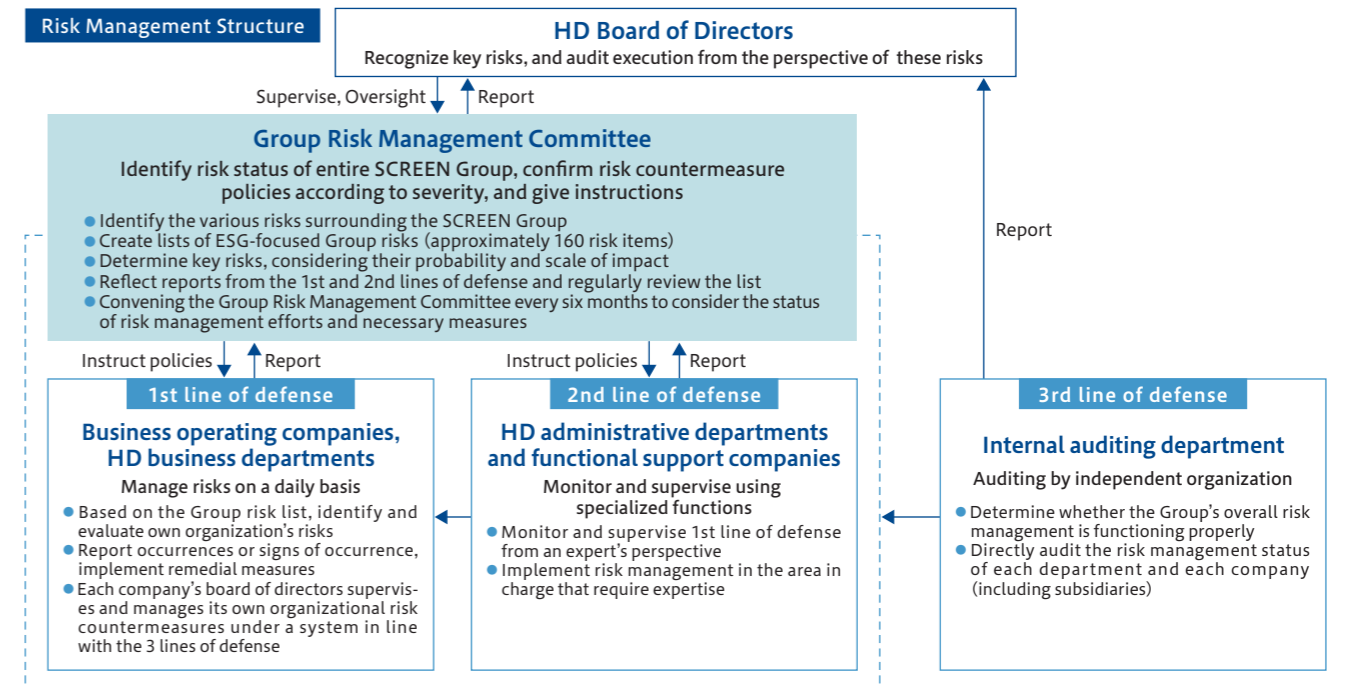 Risk Management Structure
HD Board of Directors
Recognize key risks, and audit execution from the perspective of these risks
Supervise, Oversight
Report
Group Risk Management Committee
Identify risk status of entire SCREEN Group, confirm risk countermeasure
policies according to severity, and give instructions
● Identify the various risks surrounding the SCREEN Group
● Create lists of ESG-focused Group risks (approximately 160 risk items)
● Determine key risks, considering their probability and scale of impact
● Reflect reports from the 1st and 2nd lines of defense and regularly review the list
● Convening the Group Risk Management Committee every six months to consider the status
of risk management efforts and necessary measures
Report
Instruct policies
Report
Instruct policies
Report
1st line of defense
Business operating companies,
HD business departments
Manage risks on a daily basis
● Based on the Group risk list, identify and
evaluate own organization's risks
● Report occurrences or signs of occurrence,
implement remedial measures
● Each company's board of directors supervis-
es and manages its own organizational risk
countermeasures under a system in line
with the 3 lines of defense
2nd line of defense
HD administrative departments
and functional support companies
Monitor and supervise using
specialized functions
● Monitor and supervise 1st line of defense
from an expert's perspective
● Implement risk management in the area in
charge that require expertise
3rd line of defense
Internal auditing department
Auditing by independent organization
● Determine whether the Group's overall risk
management is functioning properly
● Directly audit the risk management status
of each department and each company
(including subsidiaries)